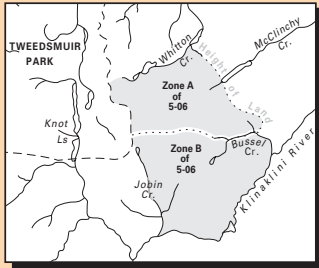 TWEEDSMUIR
PARK
Whitton Cr.
Height of Land
McClinchy
Cr.
Zone A
of
5-06
Knot
Ls
Zone B
of
5-06
Bussel
Cr.
Jobin
Cr.
Klinaklini River